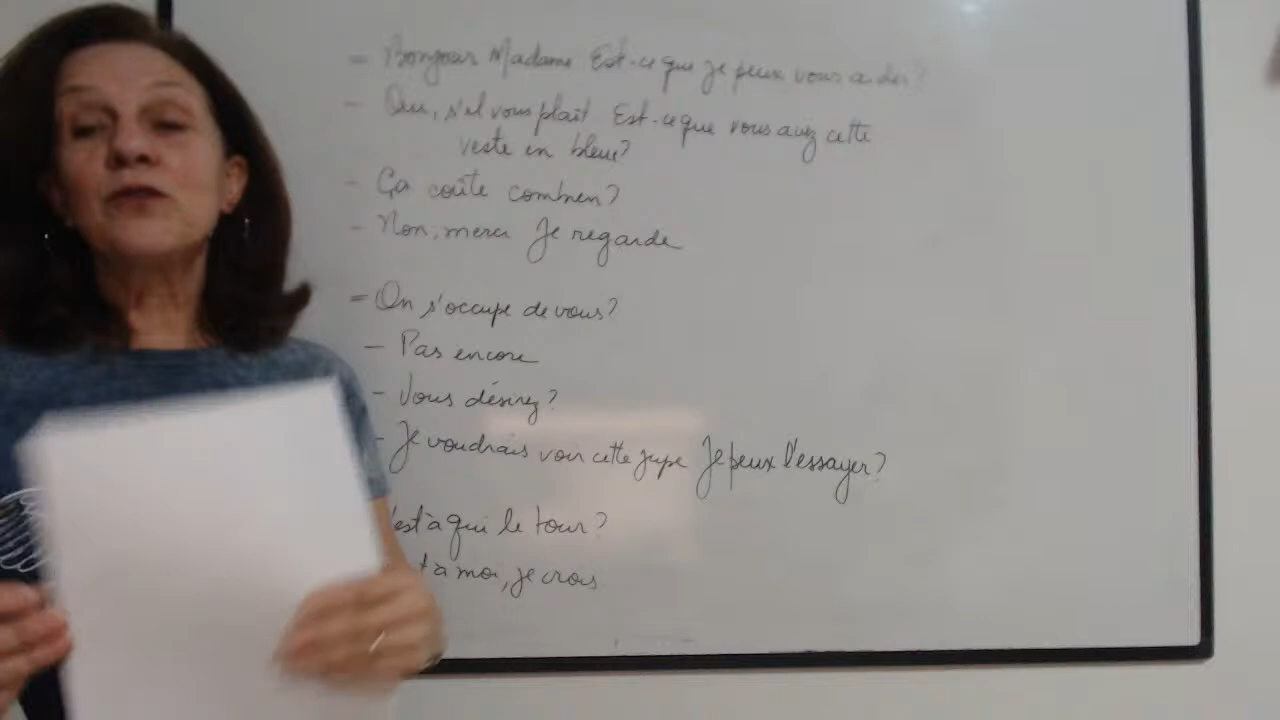 = Bonjour Madame Est-ce que je peux vous aider?
- Oui, s'il vous plaît Est-ce que vous avez cette
veste en bleue?
- Ça coûte combien?
- Non, merci Je regarde
= On s'occupe de vous?
- Pas encore
- Vous désirez?
- Je voudrais voir cette jupe Je peux l'essayer?
'est à qui le tour?
t à moi, je crois